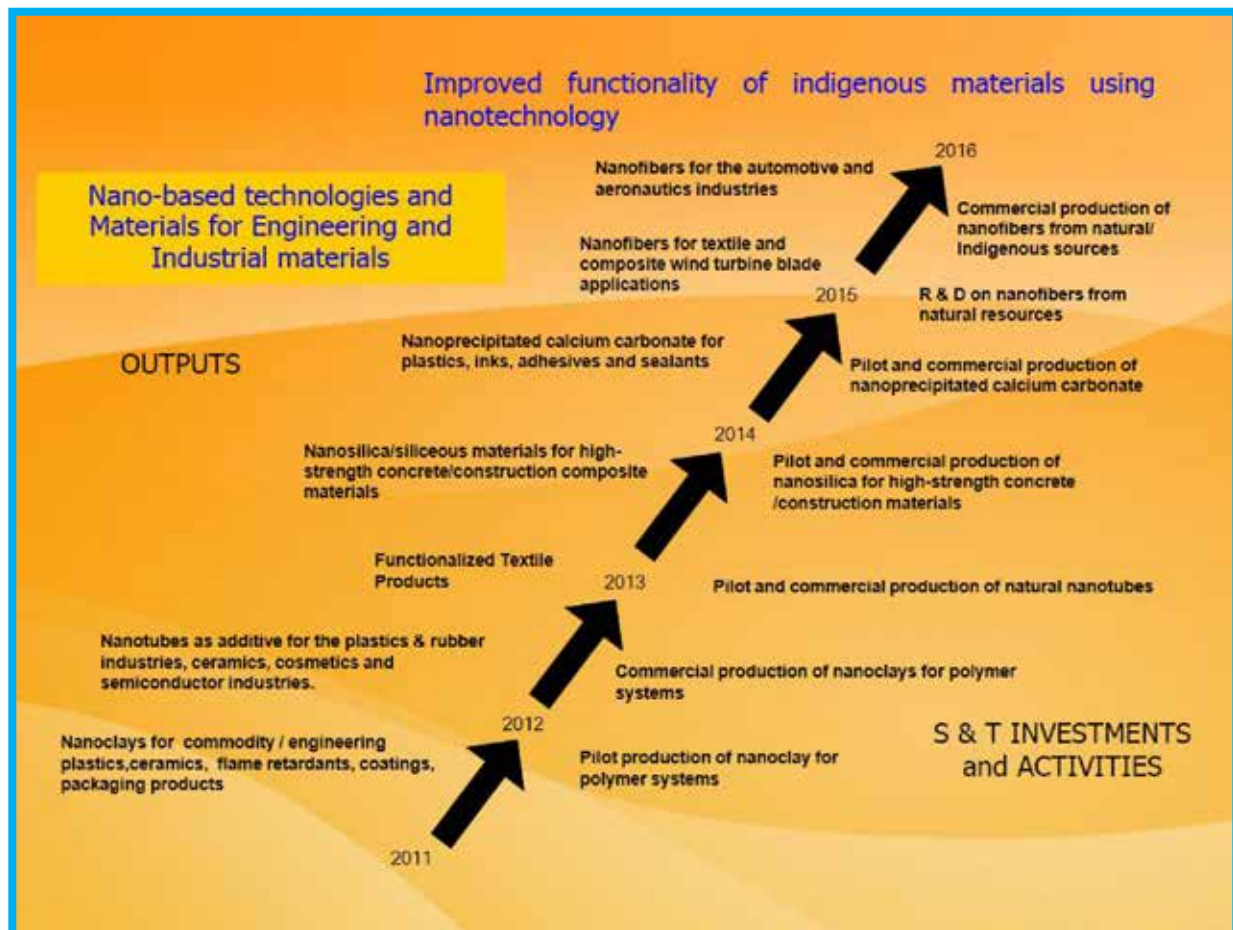 Improved functionality of indigenous materials using
nanotechnology
2016
Nanofibers for the automotive and
aeronautics industries
Nano-based technologies and
Materials for Engineering and
Industrial materials
Commercial production of
nanofibers from natural/
Indigenous sources
Nanofibers for textile and
composite wind turbine blade
applications
2015
R & D on nanofibers from
natural resources
OUTPUTS
Nanoprecipitated calcium carbonate for
plastics, inks, adhesives and sealants
Pilot and commercial production of
nanoprecipitated calcium carbonate
2014
Nanosilica/siliceous materials for high-
strength concrete/construction composite
materials
Pilot and commercial production of
nanosilica for high-strength concrete
/construction materials
Functionalized Textile
Products
2013
Pilot and commercial production of natural nanotubes
Nanotubes as additive for the plastics & rubber
industries, ceramics, cosmetics and
semiconductor industries.
Commercial production of nanoclays for polymer
systems
2012
Nanoclays for commodity / engineering
plastics,ceramics, flame retardants, coatings,
packaging products
Pilot production of nanoclay for
polymer systems
S & T INVESTMENTS
and ACTIVITIES
2011